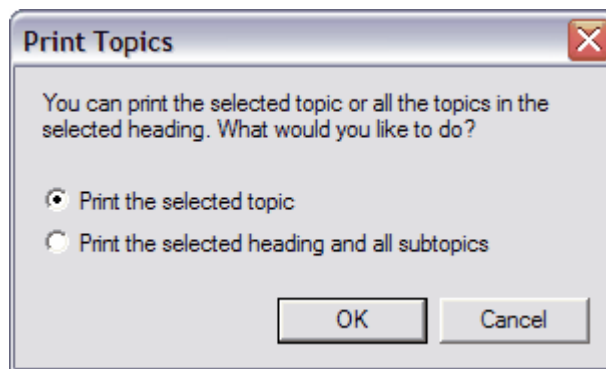 Print Topics
You can print the selected topic or all the topics in the
selected heading. What would you like to do?
Print the selected topic
Print the selected heading and all subtopics
OK
Cancel